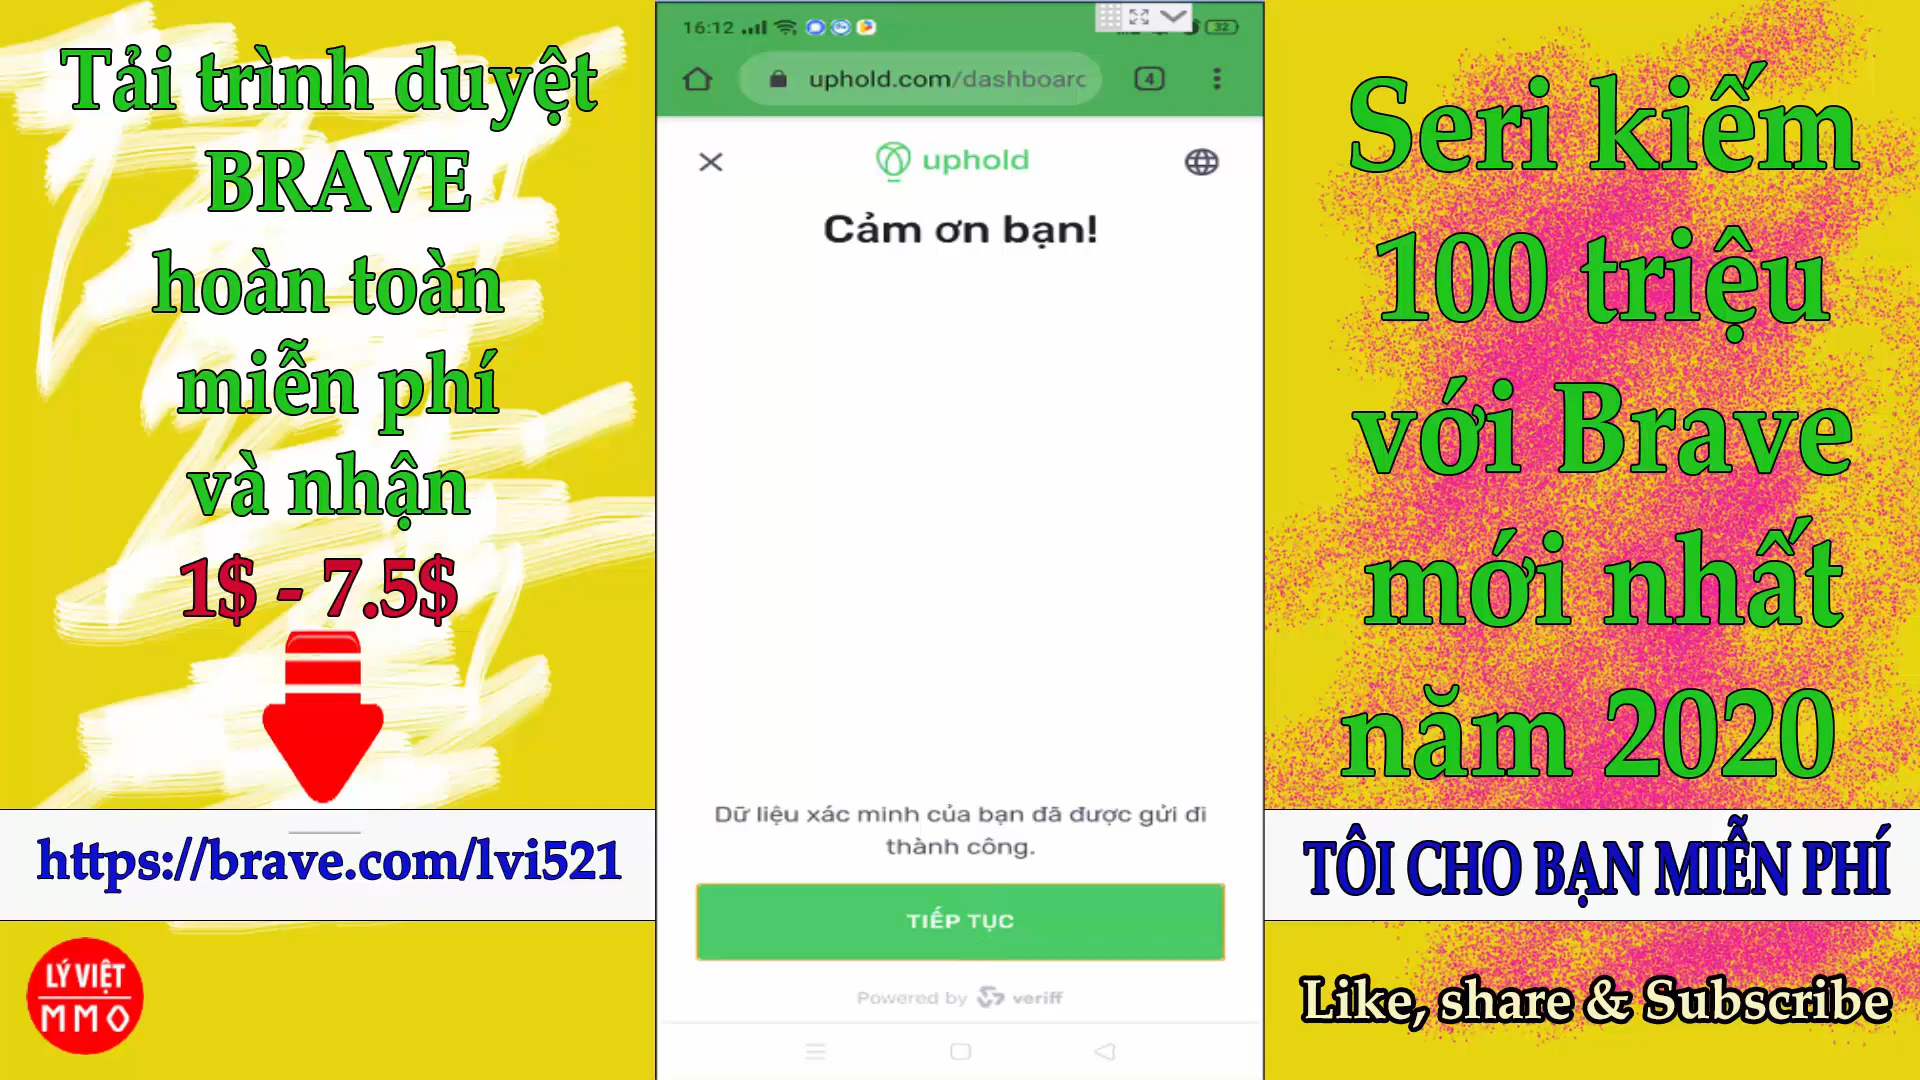 Tải trình duyệt
BRAVE
hoàn toàn
miễn phí
và nhận
1$ - 7.5$
https://brave.com/lvi521
LÝ VIỆT
MMO
16:12
32
uphold.com/dashboard
4
uphold
Cảm ơn bạn!
Dữ liệu xác minh của bạn đã được gửi đi
thành công.
TIẾP TỤC
Powered by veriff
Seri kiếm
100 triệu
với Brave
mới nhất
năm 2020
TÔI CHO BẠN MIỄN PHÍ
Like, share & Subscribe